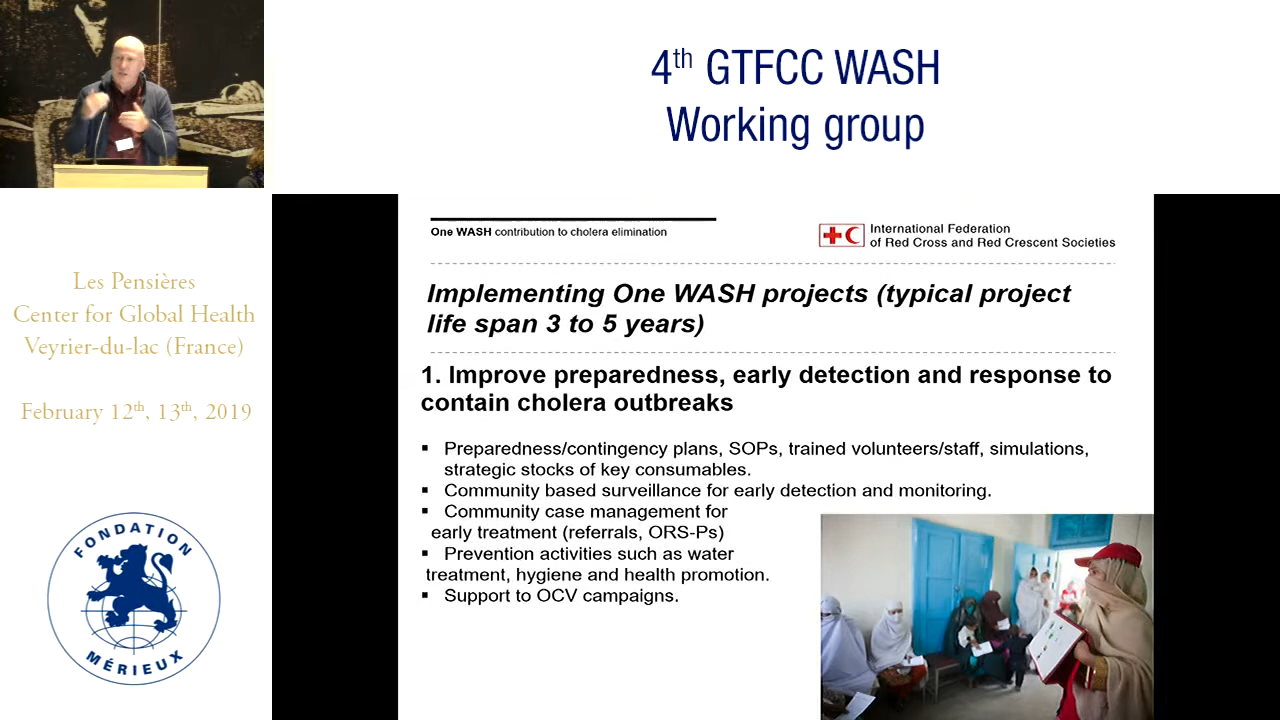 4th GTFCC WASH
Working group
Les Pensières
Center for Global Health
Veyrier-du-lac (France)
February 12th, 13th, 2019
FONDATION
MÉRIEUX
One WASH contribution to cholera elimination
International Federation
of Red Cross and Red Crescent Societies
Implementing One WASH projects (typical project
life span 3 to 5 years)
1. Improve preparedness, early detection and response to
contain cholera outbreaks
▪ Preparedness/contingency plans, SOPs, trained volunteers/staff, simulations,
strategic stocks of key consumables.
▪ Community based surveillance for early detection and monitoring.
▪ Community case management for
early treatment (referrals, ORS-Ps)
▪ Prevention activities such as water
treatment, hygiene and health promotion.
▪ Support to OCV campaigns.